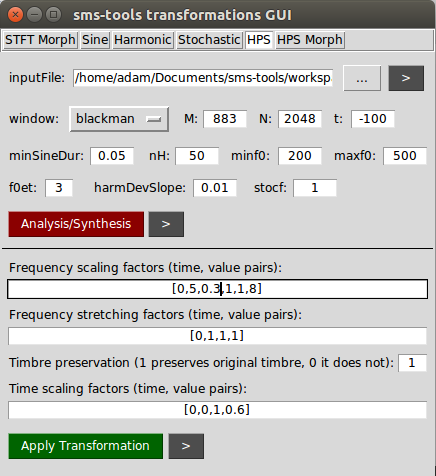 sms-tools transformations GUI
STFT Morph Sine Harmonic Stochastic HPS HPS Morph
inputFile: /home/adam/Documents/sms-tools/worksp ... >
window: blackman M: 883 N: 2048 t: -100
minSineDur: 0.05 nH: 50 minf0: 200 maxf0: 500
f0et: 3 harmDevSlope: 0.01 stocf: 1
Analysis/Synthesis >
Frequency scaling factors (time, value pairs):
[0,5,0.3,1,1,8]
Frequency stretching factors (time, value pairs):
[0,1,1,1]
Timbre preservation (1 preserves original timbre, 0 it does not): 1
Time scaling factors (time, value pairs):
[0,0,1,0.6]
Apply Transformation >